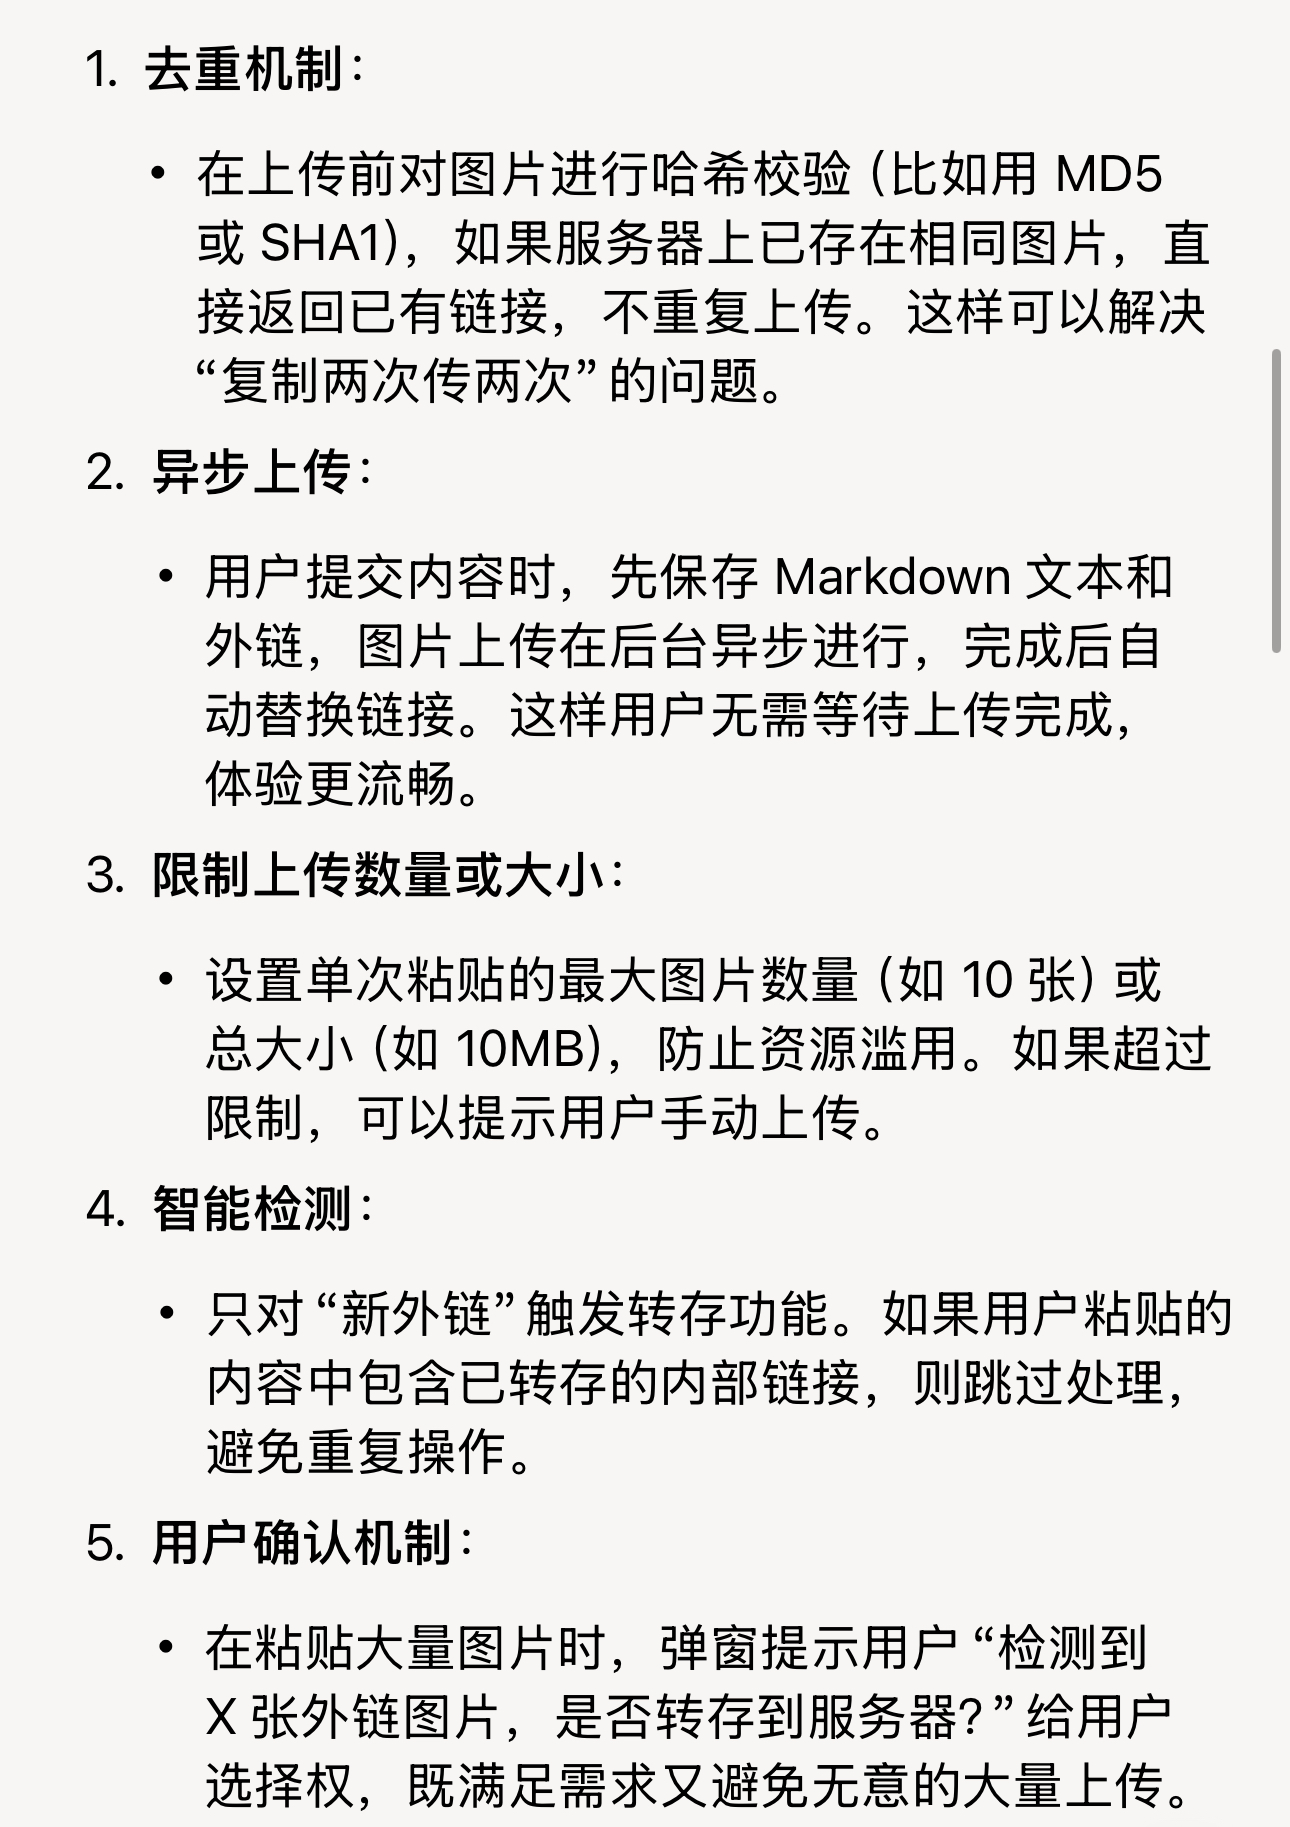 1. 去重机制：
• 在上传前对图片进行哈希校验（比如用 MD5
或 SHA1），如果服务器上已存在相同图片，直
接返回已有链接，不重复上传。这样可以解决
“复制两次传两次”的问题。
2. 异步上传：
• 用户提交内容时，先保存 Markdown 文本和
外链，图片上传在后台异步进行，完成后自
动替换链接。这样用户无需等待上传完成，
体验更流畅。
3. 限制上传数量或大小：
• 设置单次粘贴的最大图片数量（如 10 张）或
总大小（如 10MB），防止资源滥用。如果超过
限制，可以提示用户手动上传。
4. 智能检测：
• 只对“新外链”触发转存功能。如果用户粘贴的
内容中包含已转存的内部链接，则跳过处理，
避免重复操作。
5. 用户确认机制：
• 在粘贴大量图片时，弹窗提示用户“检测到
X 张外链图片，是否转存到服务器？”给用户
选择权，既满足需求又避免无意的大量上传。